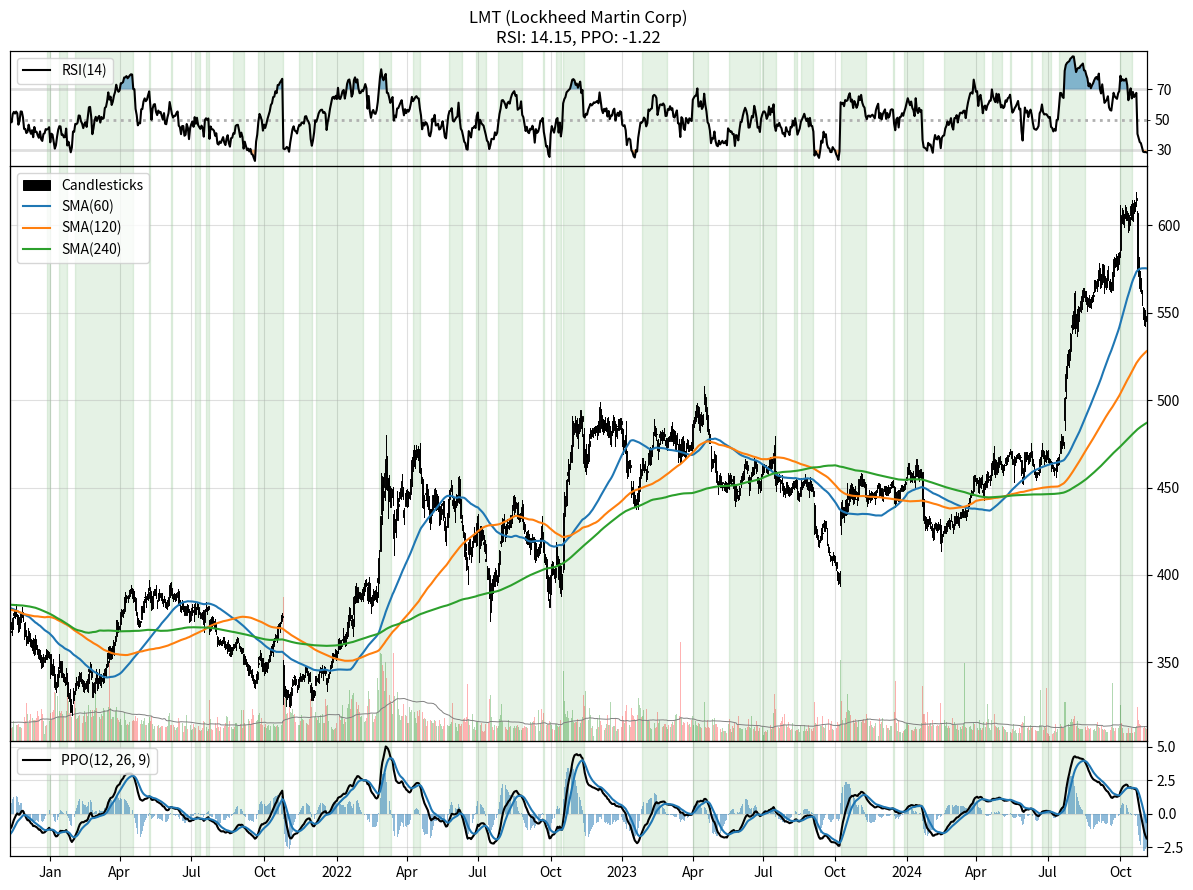 LMT (Lockheed Martin Corp)
RSI: 14.15, PPO: -1.22
RSI(14)
70
50
30
Candlesticks
SMA(60)
SMA(120)
SMA(240)
600
550
500
450
400
350
PPO(12, 26, 9)
5.0
2.5
0.0
−2.5
Jan Apr Jul Oct 2022 Apr Jul Oct 2023 Apr Jul Oct 2024 Apr Jul Oct